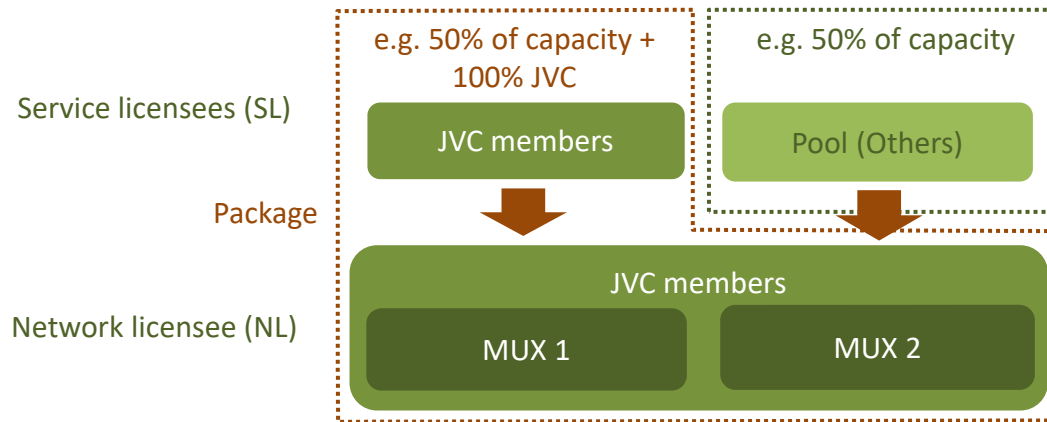 e.g. 50% of capacity +
100% JVC
e.g. 50% of capacity
Service licensees (SL)
JVC members
Pool (Others)
Package
JVC members
Network licensee (NL)
MUX 1
MUX 2